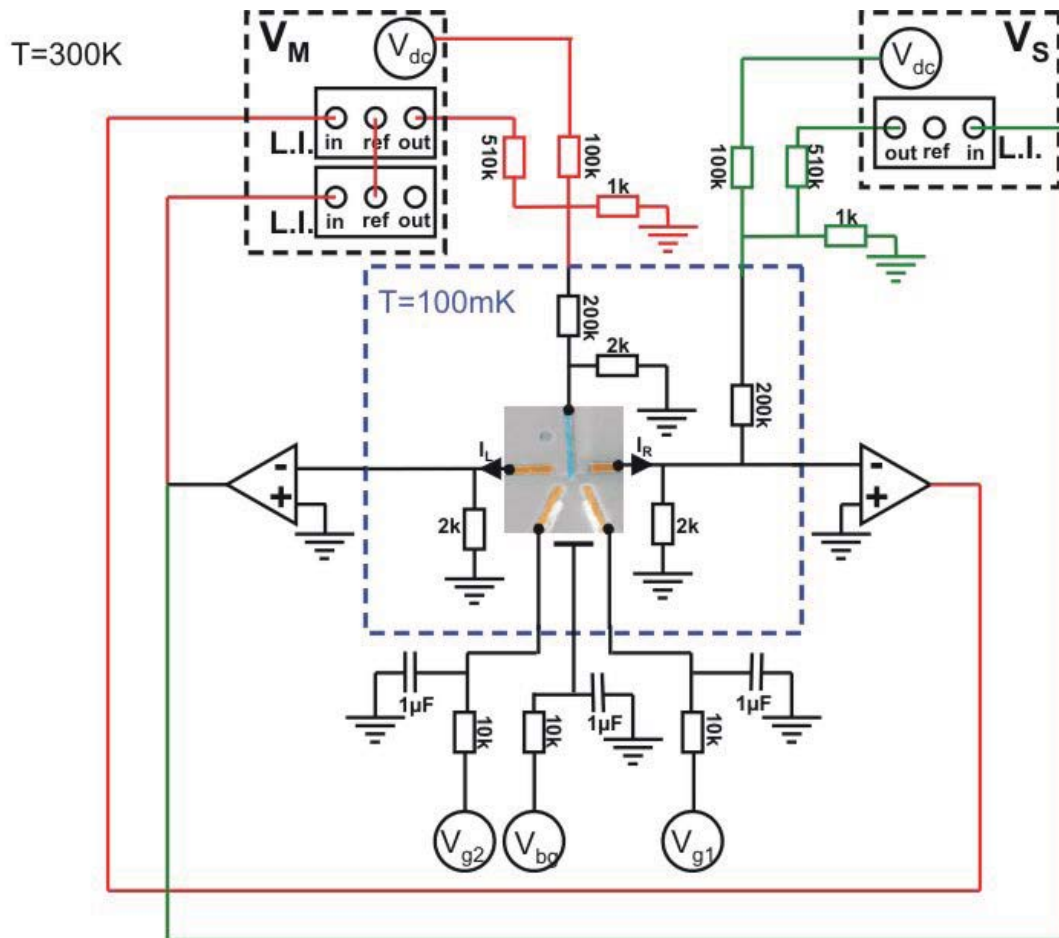 T=300K
V_M
V_dc
L.I.
in ref out
L.I.
in ref out
510k
100k
1k
V_S
V_dc
out ref in
L.I.
100k
510k
1k
T=100mK
200k
2k
200k
I_L
I_R
2k
2k
-
+
-
+
1µF
10k
10k
1µF
10k
1µF
V_g2
V_bg
V_g1